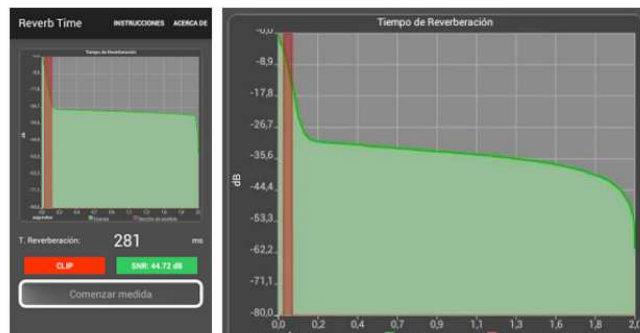 Reverb Time INSTRUCCIONES ACERCA DE
Tiempo de Reverberación
T. Reverberación: 281 ms
CLIP SNR: 44.72 dB
Comenzar medida
Tiempo de Reverberación
-0,0
-8,9
-17,8
-26,7
-35,6
-44,4
-53,3
-62,2
-71,1
-80,0
dB
0,0 0,2 0,4 0,7 0,9 1,1 1,3 1,6 1,8 2,0